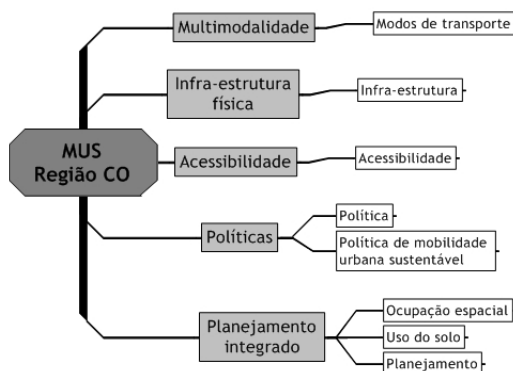 Multimodalidade
Modos de transporte
Infra-estrutura
física
Infra-estrutura
MUS
Região CO
Acessibilidade
Acessibilidade
Políticas
Política
Política de mobilidade
urbana sustentável
Planejamento
integrado
Ocupação espacial
Uso do solo
Planejamento